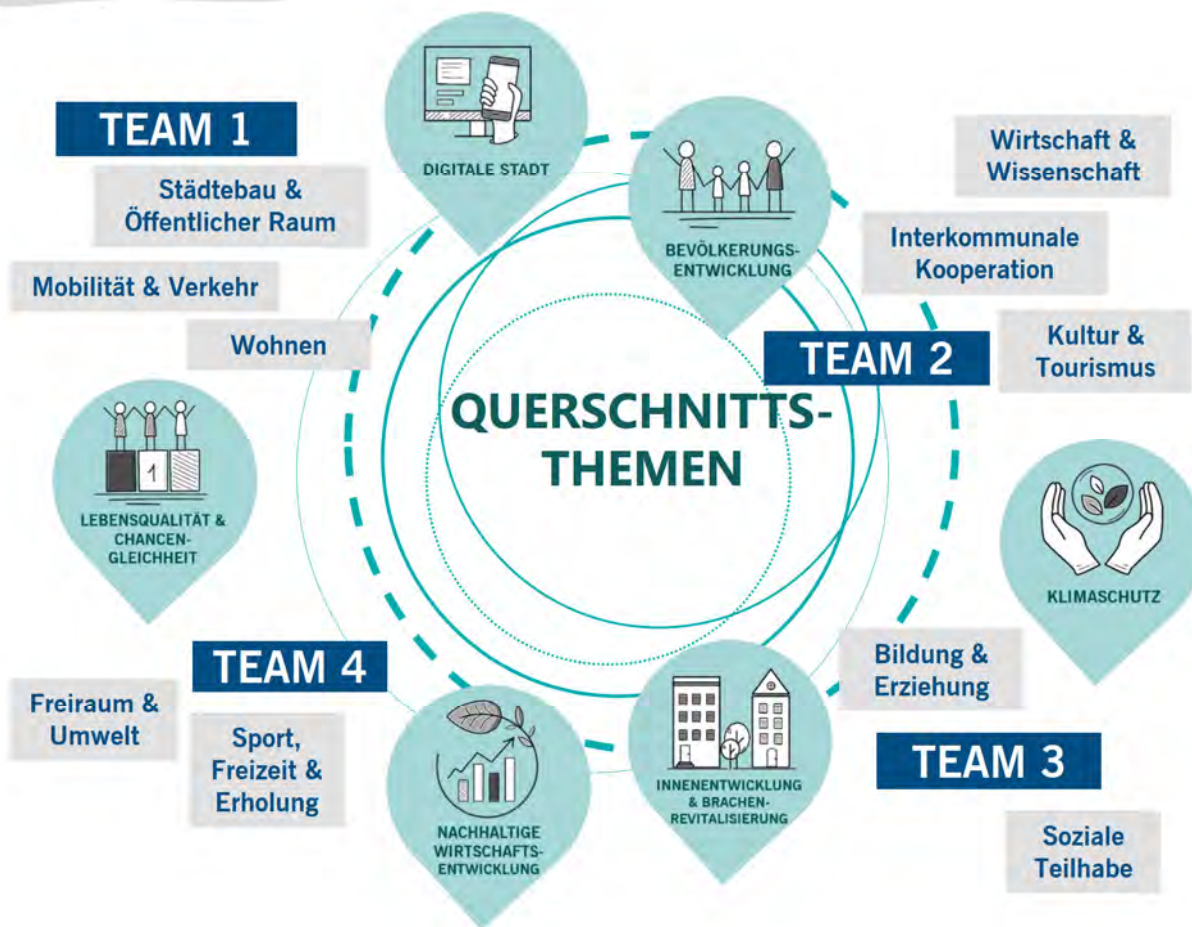 TEAM 1
Städtebau &
Öffentlicher Raum
Mobilität & Verkehr
Wohnen
DIGITALE STADT
BEVÖLKERUNGS-
ENTWICKLUNG
Wirtschaft &
Wissenschaft
Interkommunale
Kooperation
TEAM 2
Kultur &
Tourismus
QUERSCHNITTS-
THEMEN
1
LEBENSQUALITÄT &
CHANCEN-
GLEICHHEIT
KLIMASCHUTZ
TEAM 4
Freiraum &
Umwelt
Sport,
Freizeit &
Erholung
NACHHALTIGE
WIRTSCHAFTS-
ENTWICKLUNG
INNENENTWICKLUNG
& BRACHEN-
REVITALISIERUNG
Bildung &
Erziehung
TEAM 3
Soziale
Teilhabe